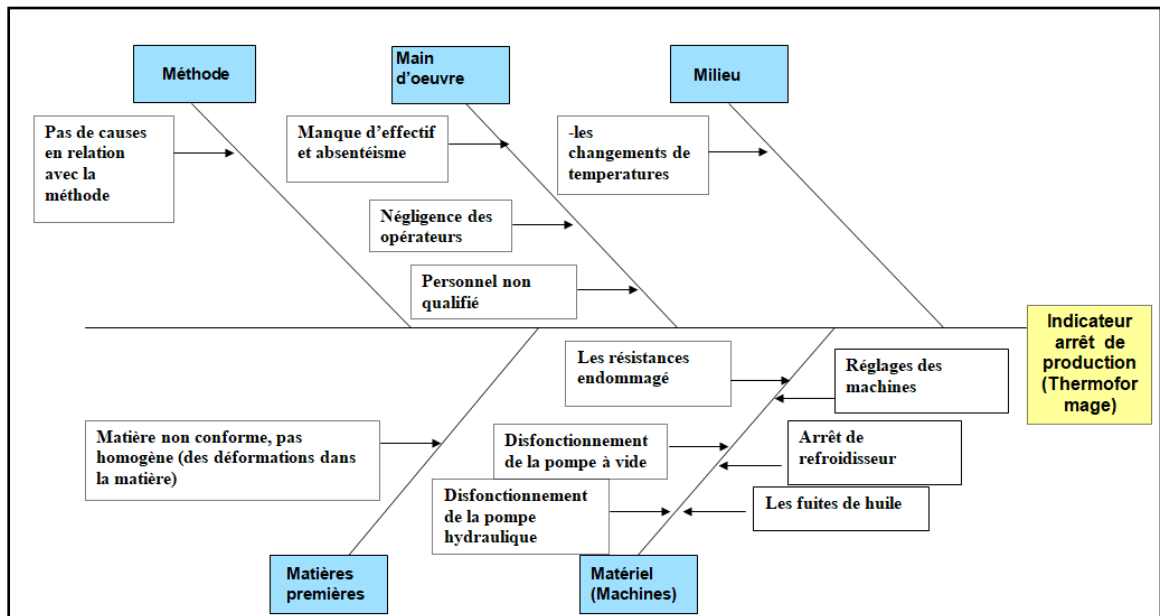 Méthode
Main
d'oeuvre
Milieu
Pas de causes
en relation
avec la
méthode
Manque d'effectif
et absentéisme
-les
changements de
temperatures
Négligence des
opérateurs
Personnel non
qualifié
Indicateur
arrêt de
production
(Thermofor
mage)
Les résistances
endommagé
Réglages des
machines
Matière non conforme, pas
homogène (des déformations dans
la matière)
Disfonctionnement
de la pompe à vide
Arrêt de
refroidisseur
Disfonctionnement
de la pompe
hydraulique
Les fuites de huile
Matières
premières
Matériel
(Machines)